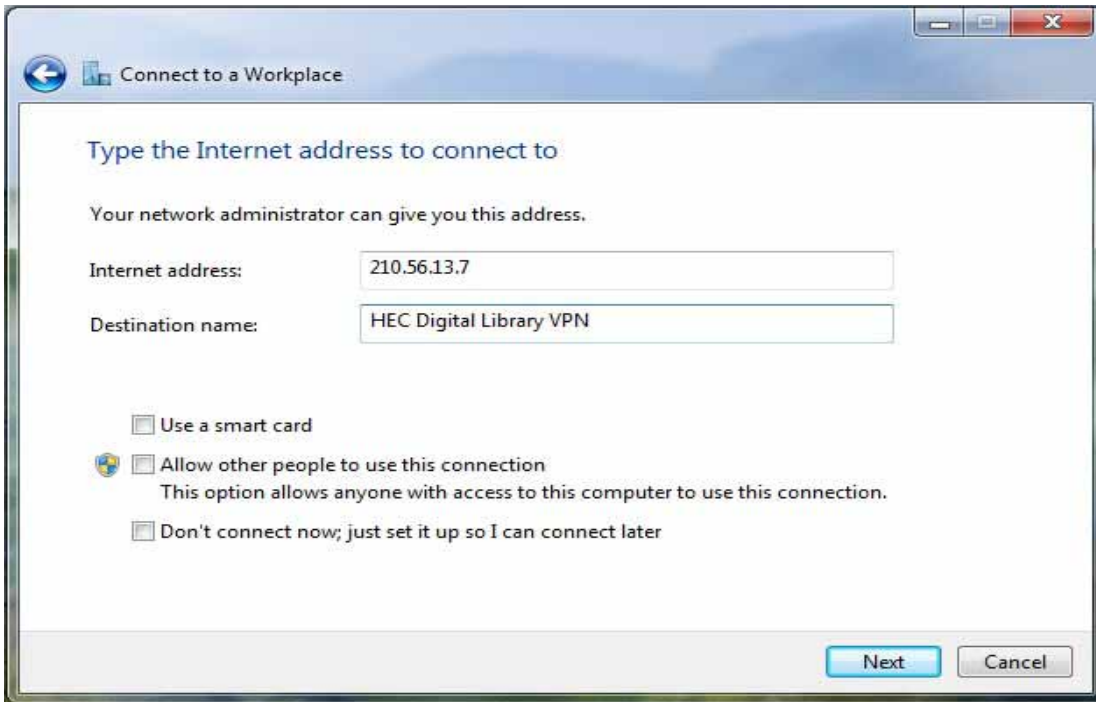 Connect to a Workplace
Type the Internet address to connect to
Your network administrator can give you this address.
Internet address: 210.56.13.7
Destination name: HEC Digital Library VPN
Use a smart card
Allow other people to use this connection
This option allows anyone with access to this computer to use this connection.
Don't connect now; just set it up so I can connect later
Next Cancel